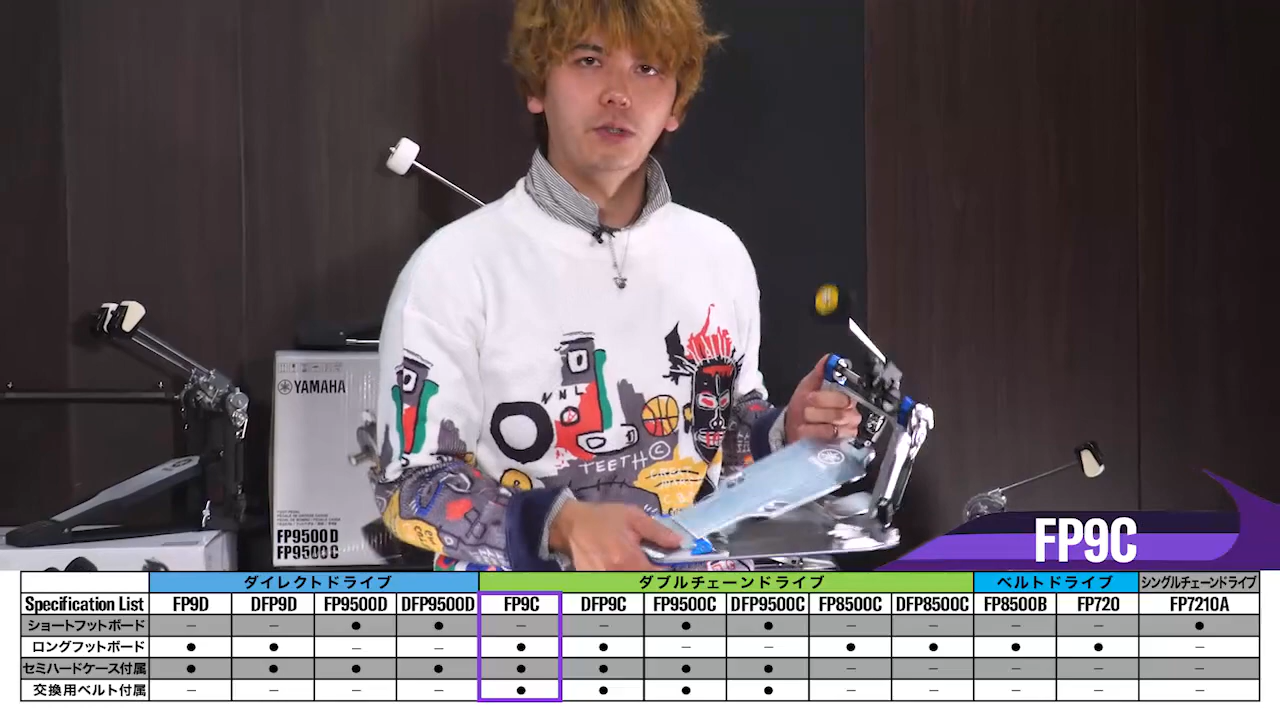 YAMAHA
FP9500D
FP9500C
NNL
TEETH©
FP9C
ダイレクトドライブ ダブルチェーンドライブ ベルトドライブ シングルチェーンドライブ
Specification List FP9D DFP9D FP9500D DFP9500D FP9C DFP9C FP9500C DFP9500C FP8500C DFP8500C FP8500B FP720 FP7210A
ショートフットボード － － ● ● － － ● ● － － － － ●
ロングフットボード ● ● － － ● ● － － ● ● ● ● －
セミハードケース付属 ● ● ● ● ● ● ● ● － － － － －
交換用ベルト付属 － － － － ● ● ● ● － － － － －